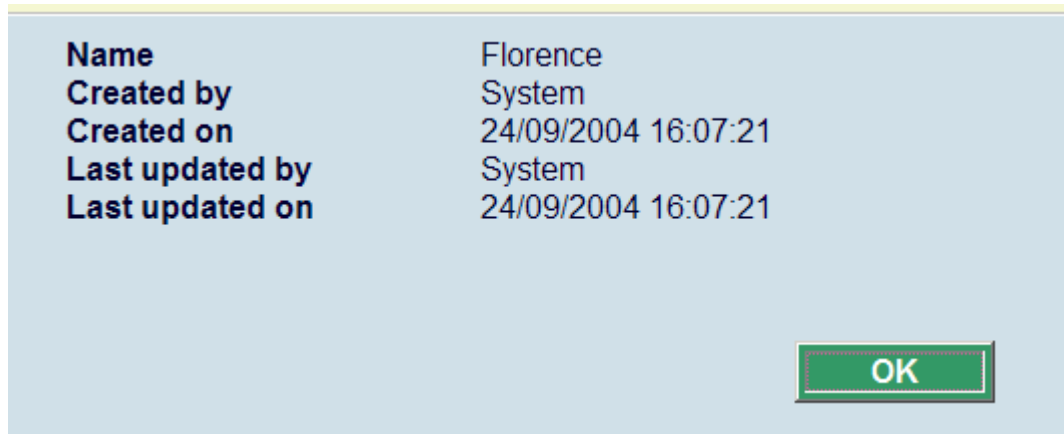 Name Florence
Created by System
Created on 24/09/2004 16:07:21
Last updated by System
Last updated on 24/09/2004 16:07:21
OK